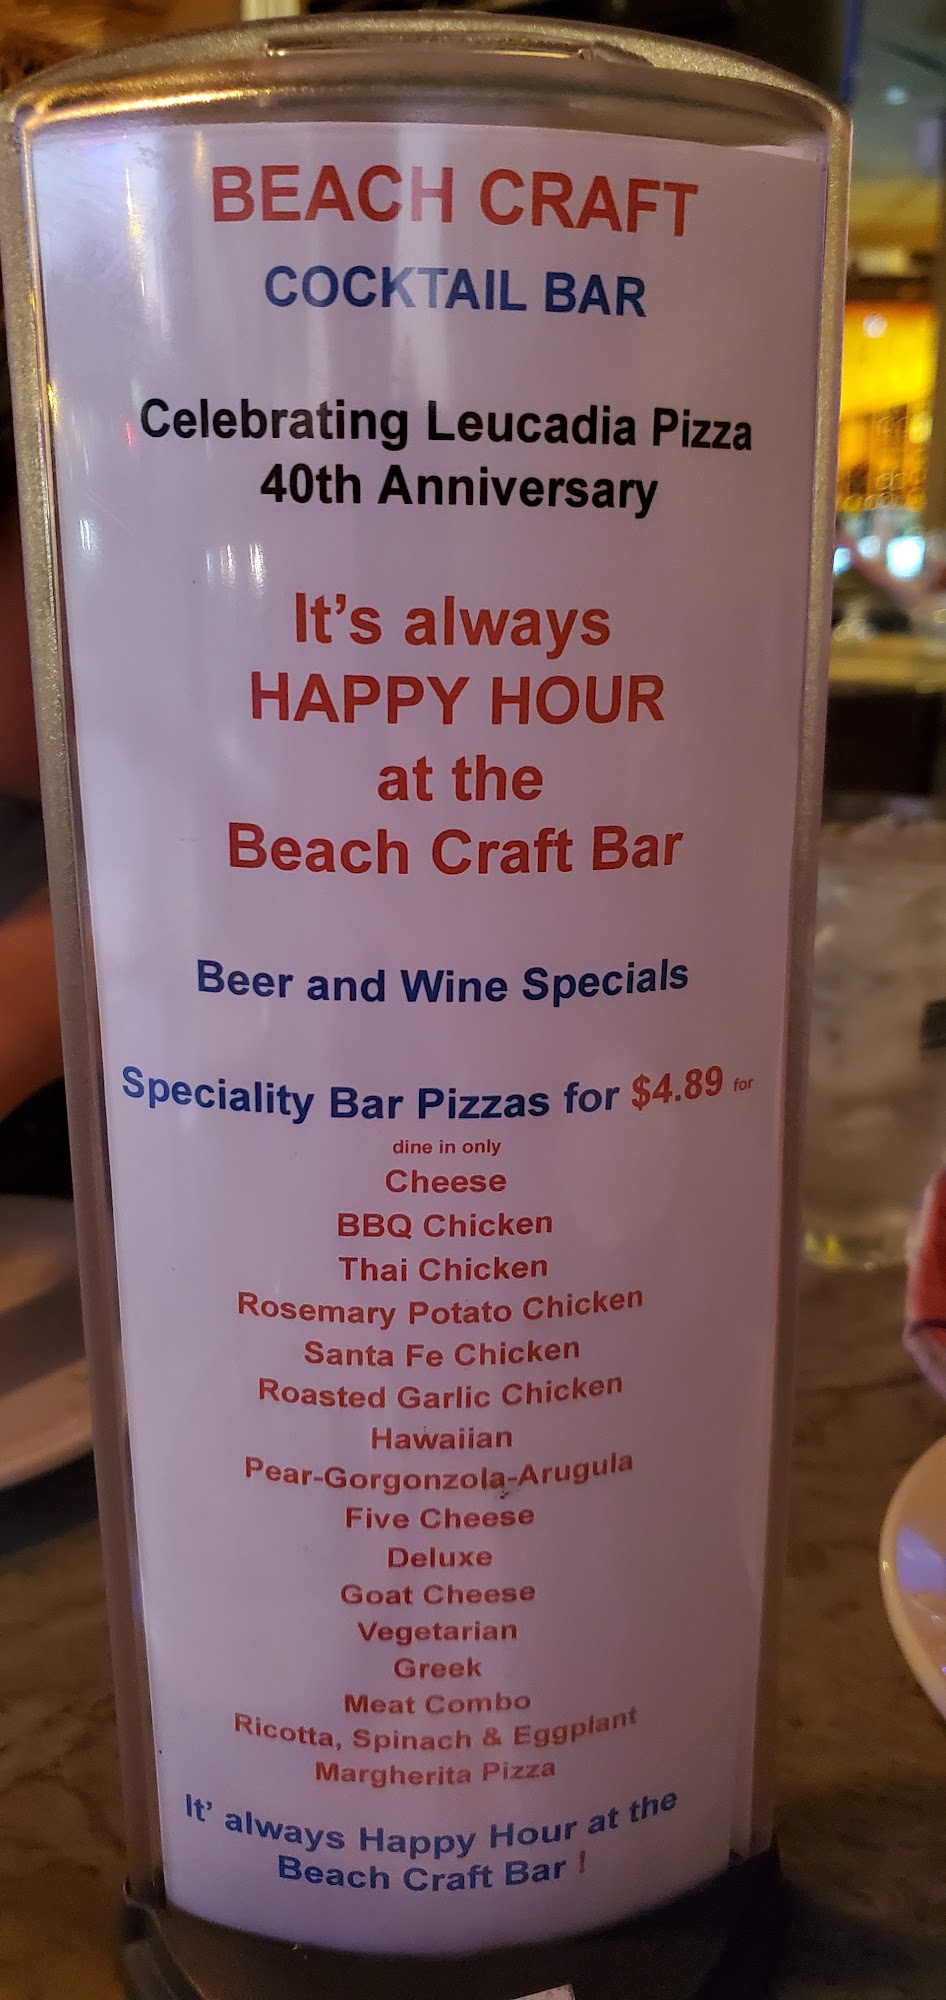 BEACH CRAFT
COCKTAIL BAR
Celebrating Leucadia Pizza
40th Anniversary
It's always
HAPPY HOUR
at the
Beach Craft Bar
Beer and Wine Specials
Speciality Bar Pizzas for $4.89 for
dine in only
Cheese
BBQ Chicken
Thai Chicken
Rosemary Potato Chicken
Santa Fe Chicken
Roasted Garlic Chicken
Hawaiian
Pear-Gorgonzola-Arugula
Five Cheese
Deluxe
Goat Cheese
Vegetarian
Greek
Meat Combo
Ricotta, Spinach & Eggplant
Margherita Pizza
It' always Happy Hour at the
Beach Craft Bar !